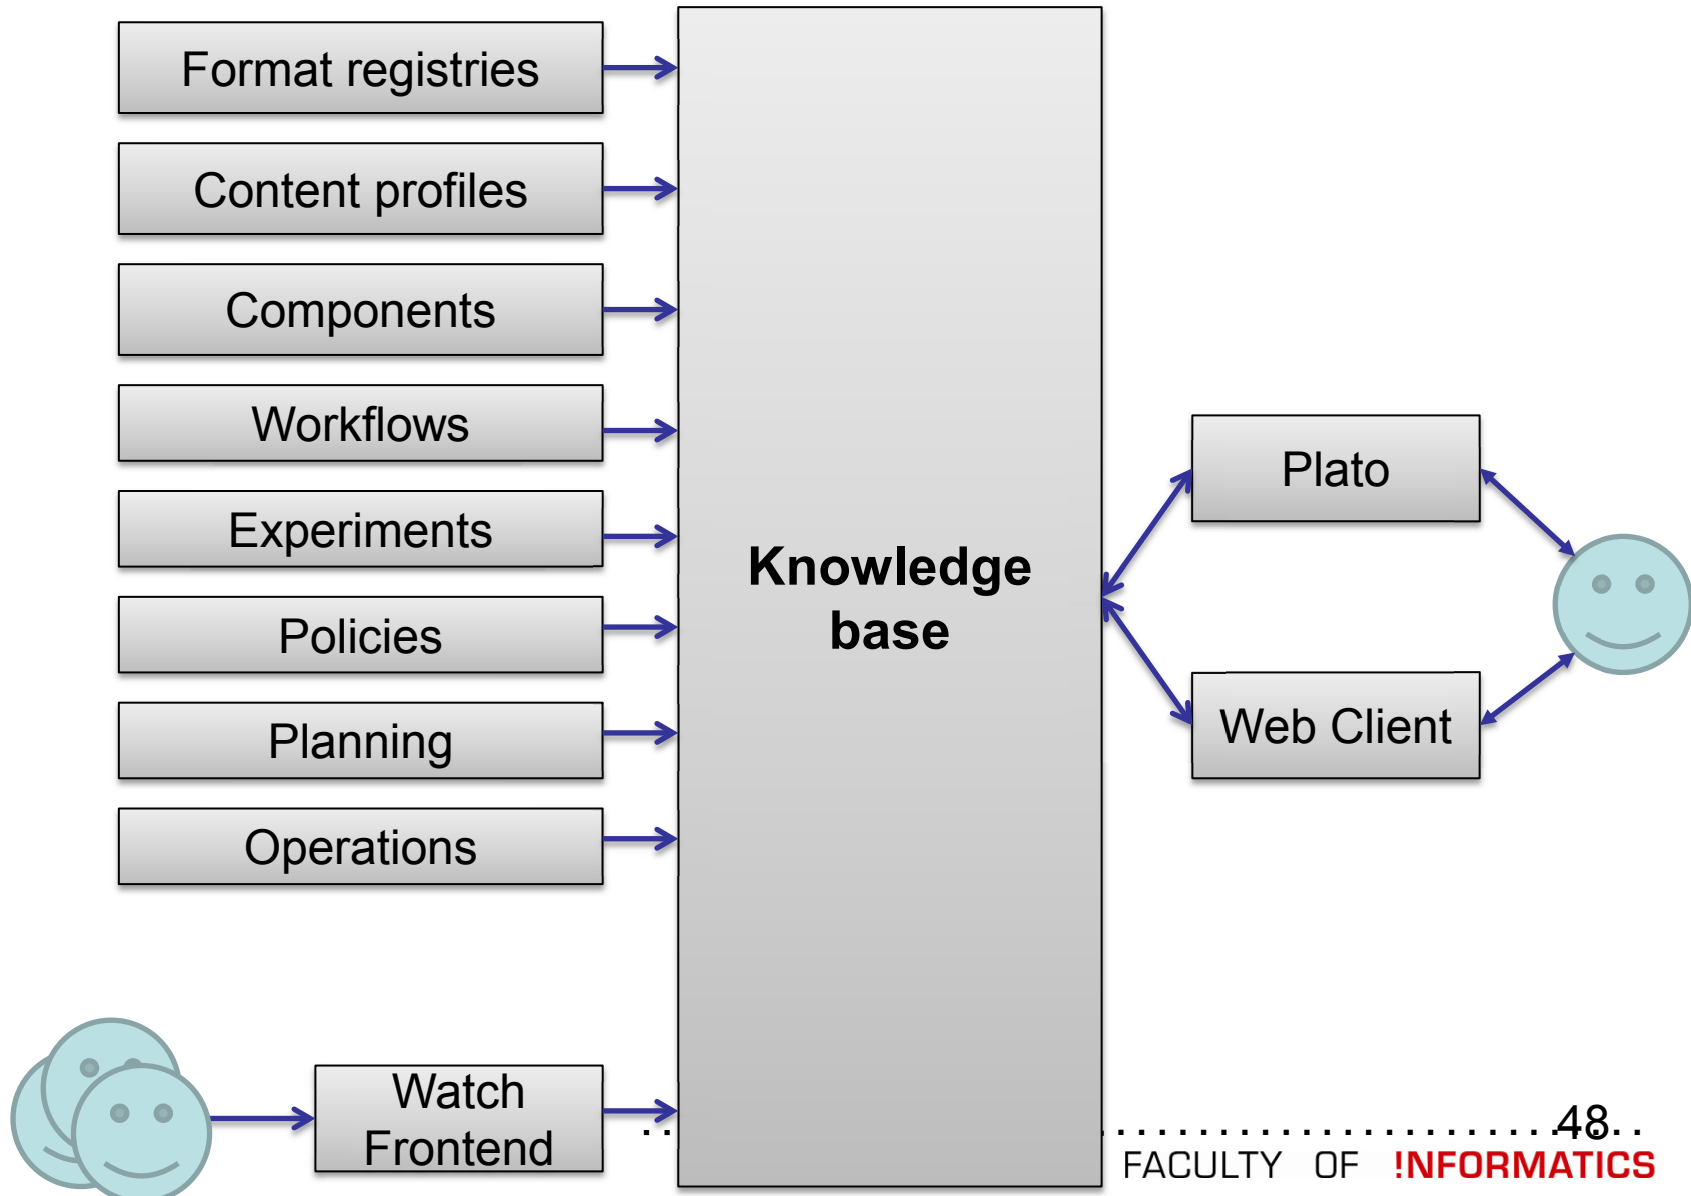 Format registries
Content profiles
Components
Workflows
Experiments
Policies
Planning
Operations
Watch
Frontend
Knowledge
base
Plato
Web Client
48
FACULTY OF !NFORMATICS